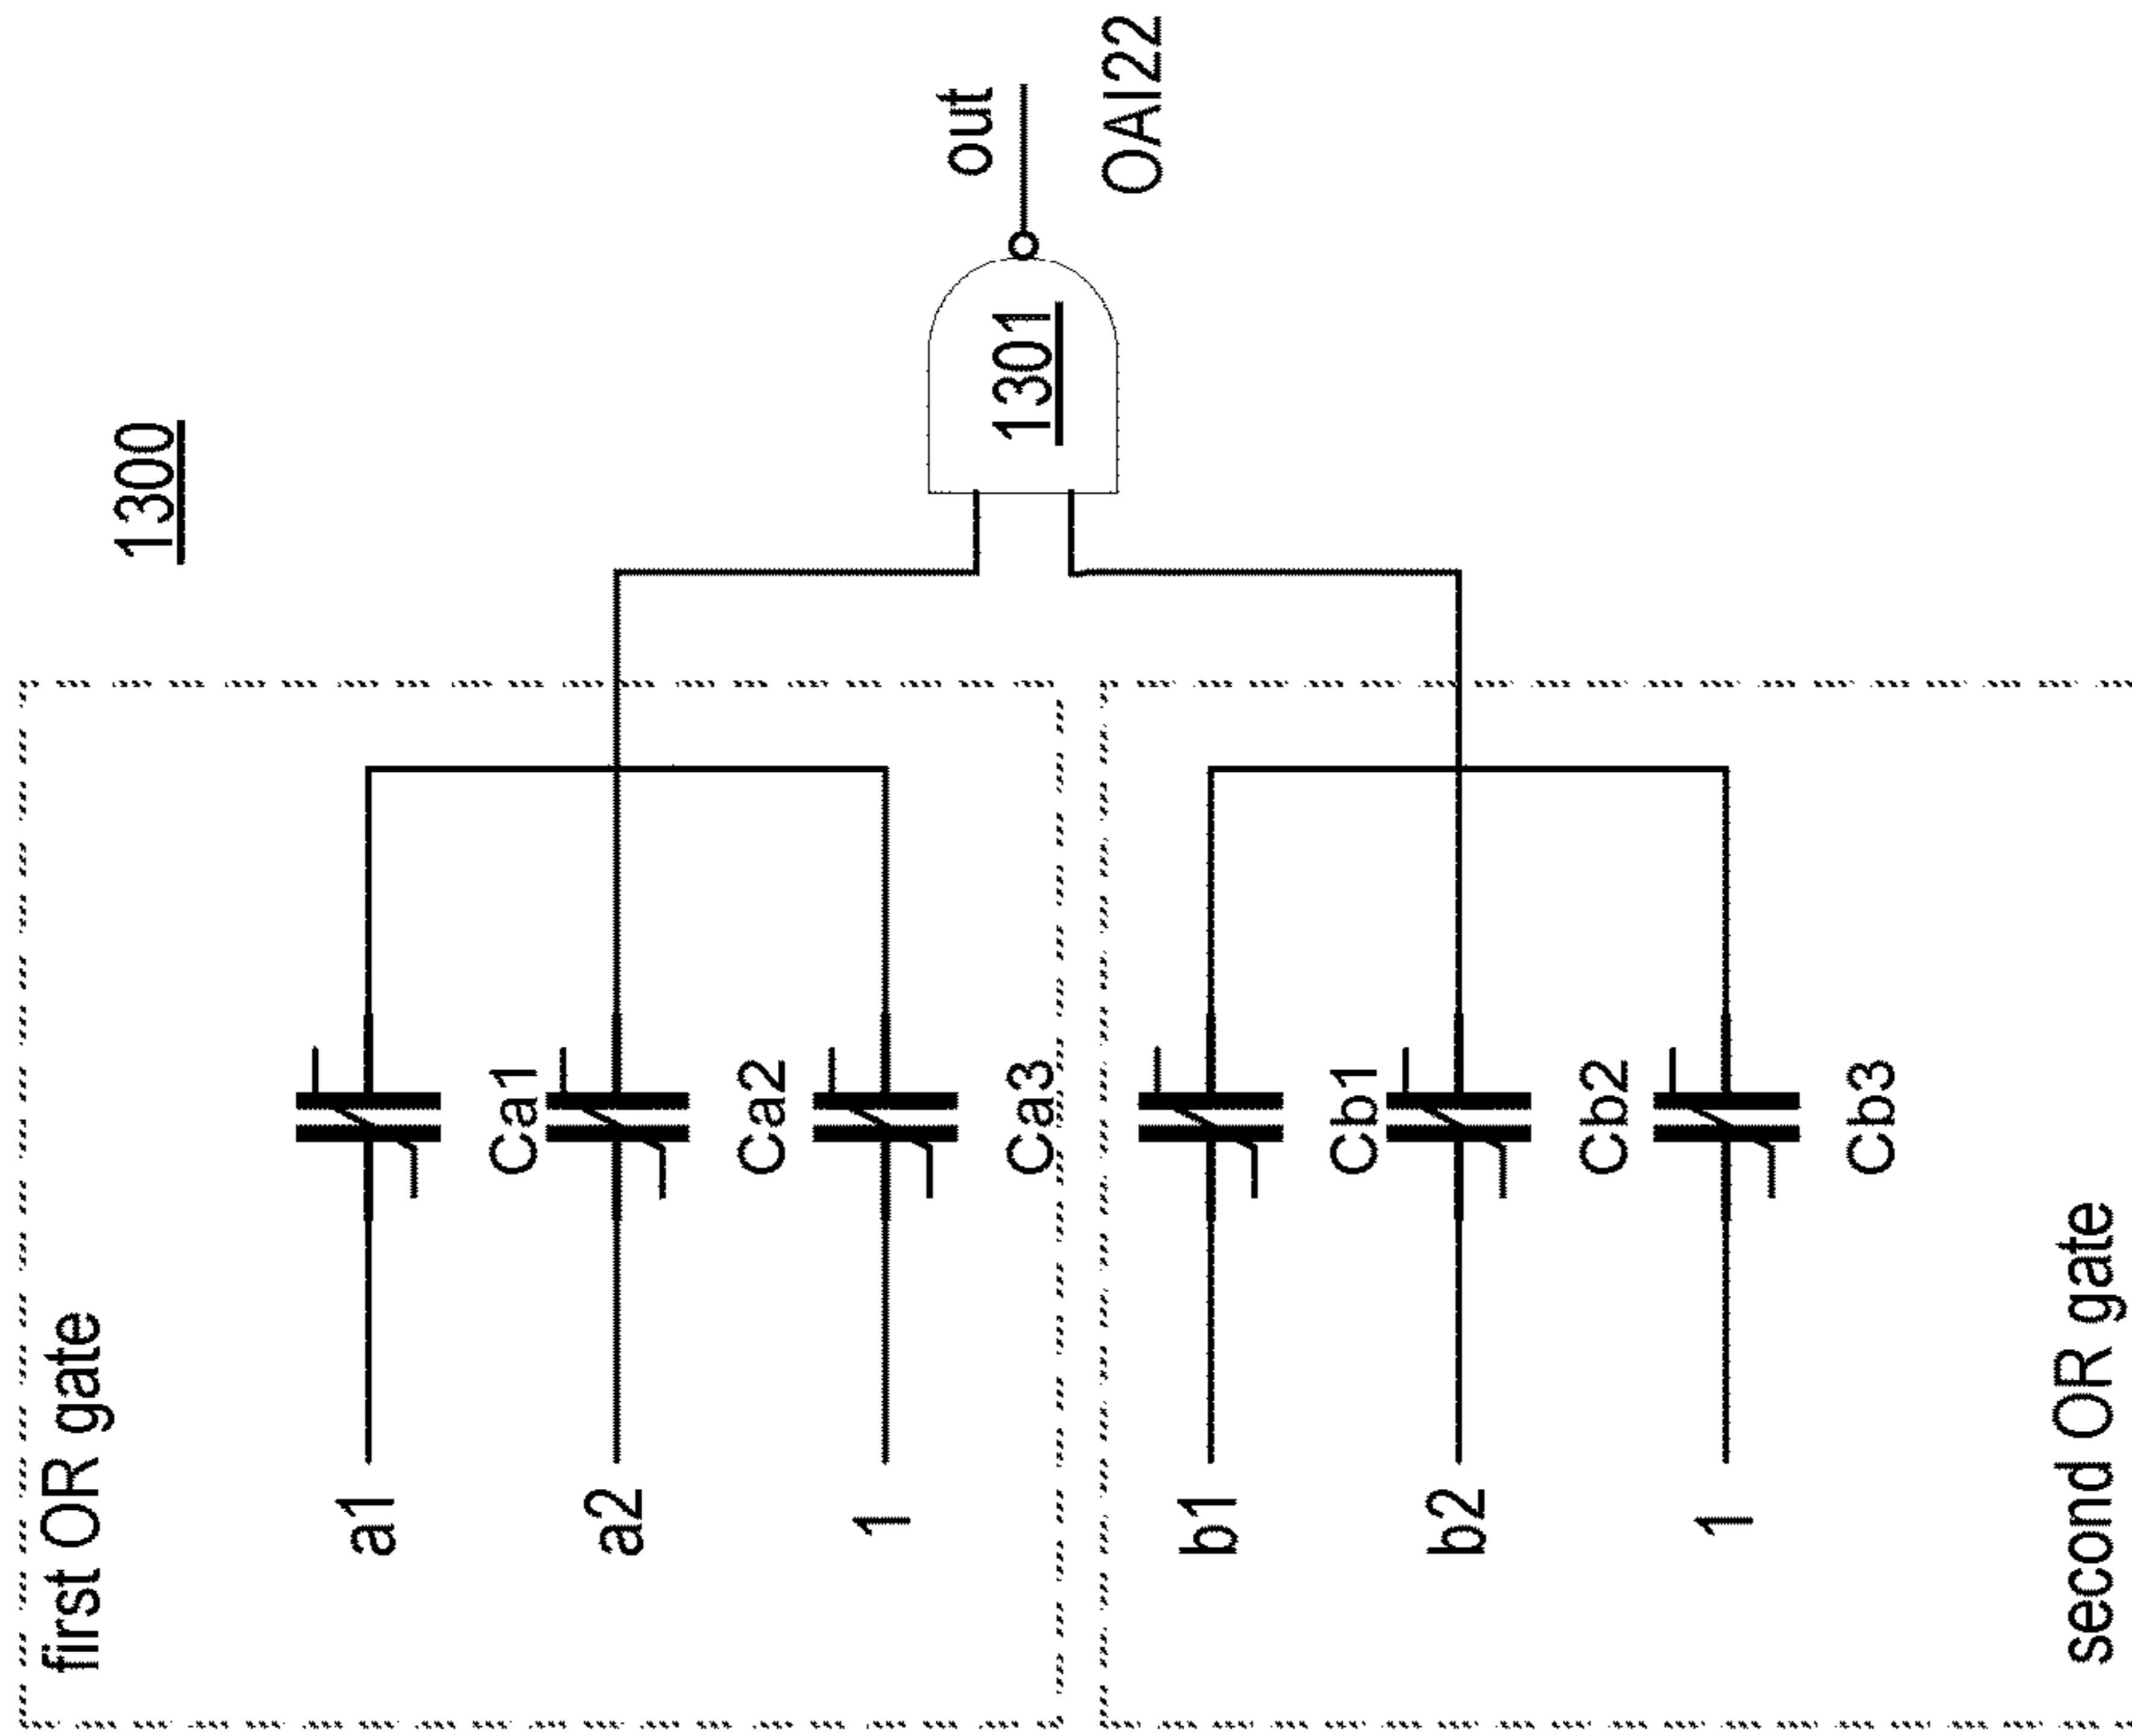 1300
first OR gate
a1
Ca1
a2
Ca2
1
Ca3
1301
out
OAI22
b1
Cb1
b2
Cb2
1
Cb3
second OR gate